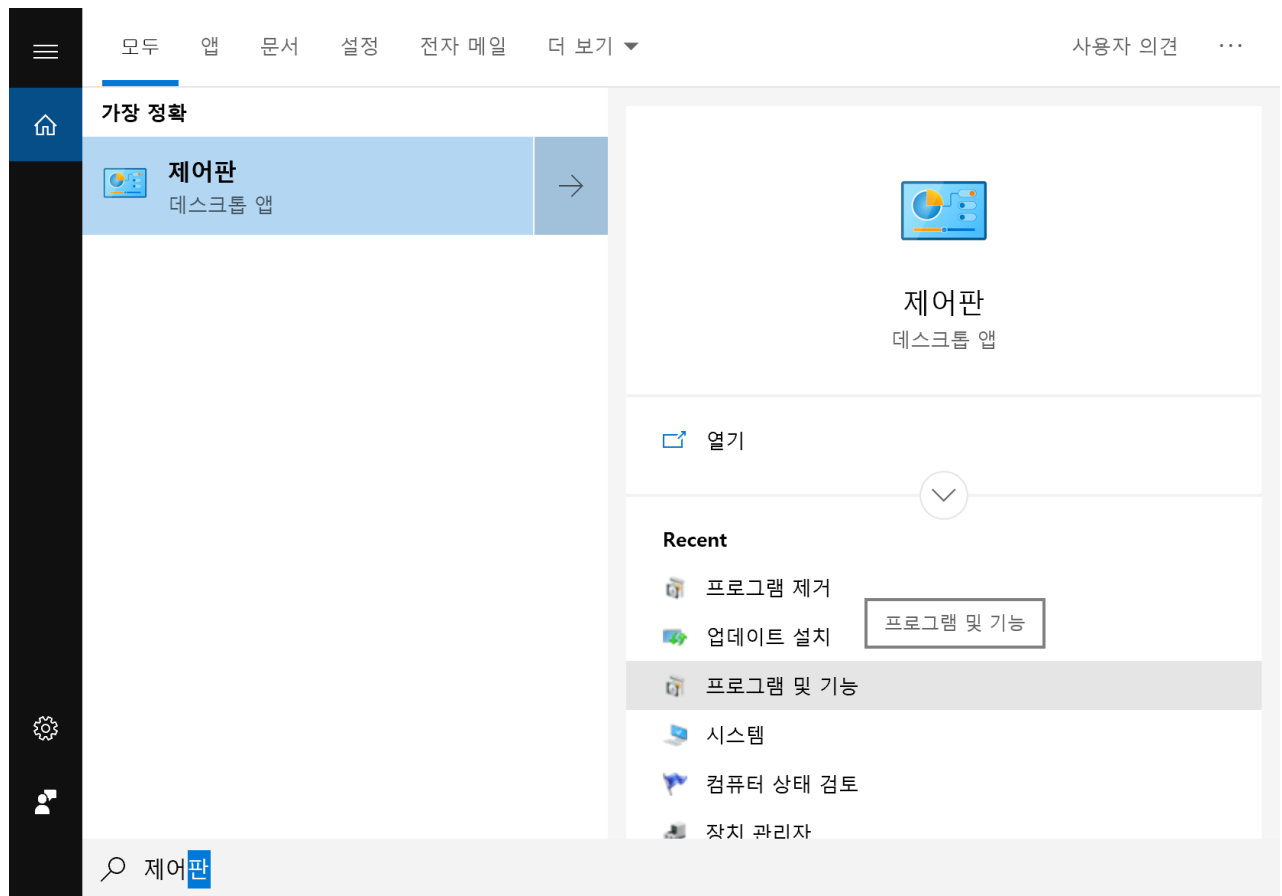 모두 앱 문서 설정 전자 메일 더 보기 사용자 의견 ···
가장 정확
제어판
데스크톱 앱
제어판
데스크톱 앱
열기
Recent
프로그램 제거
업데이트 설치
프로그램 및 기능
프로그램 및 기능
시스템
컴퓨터 상태 검토
장치 관리자
제어판